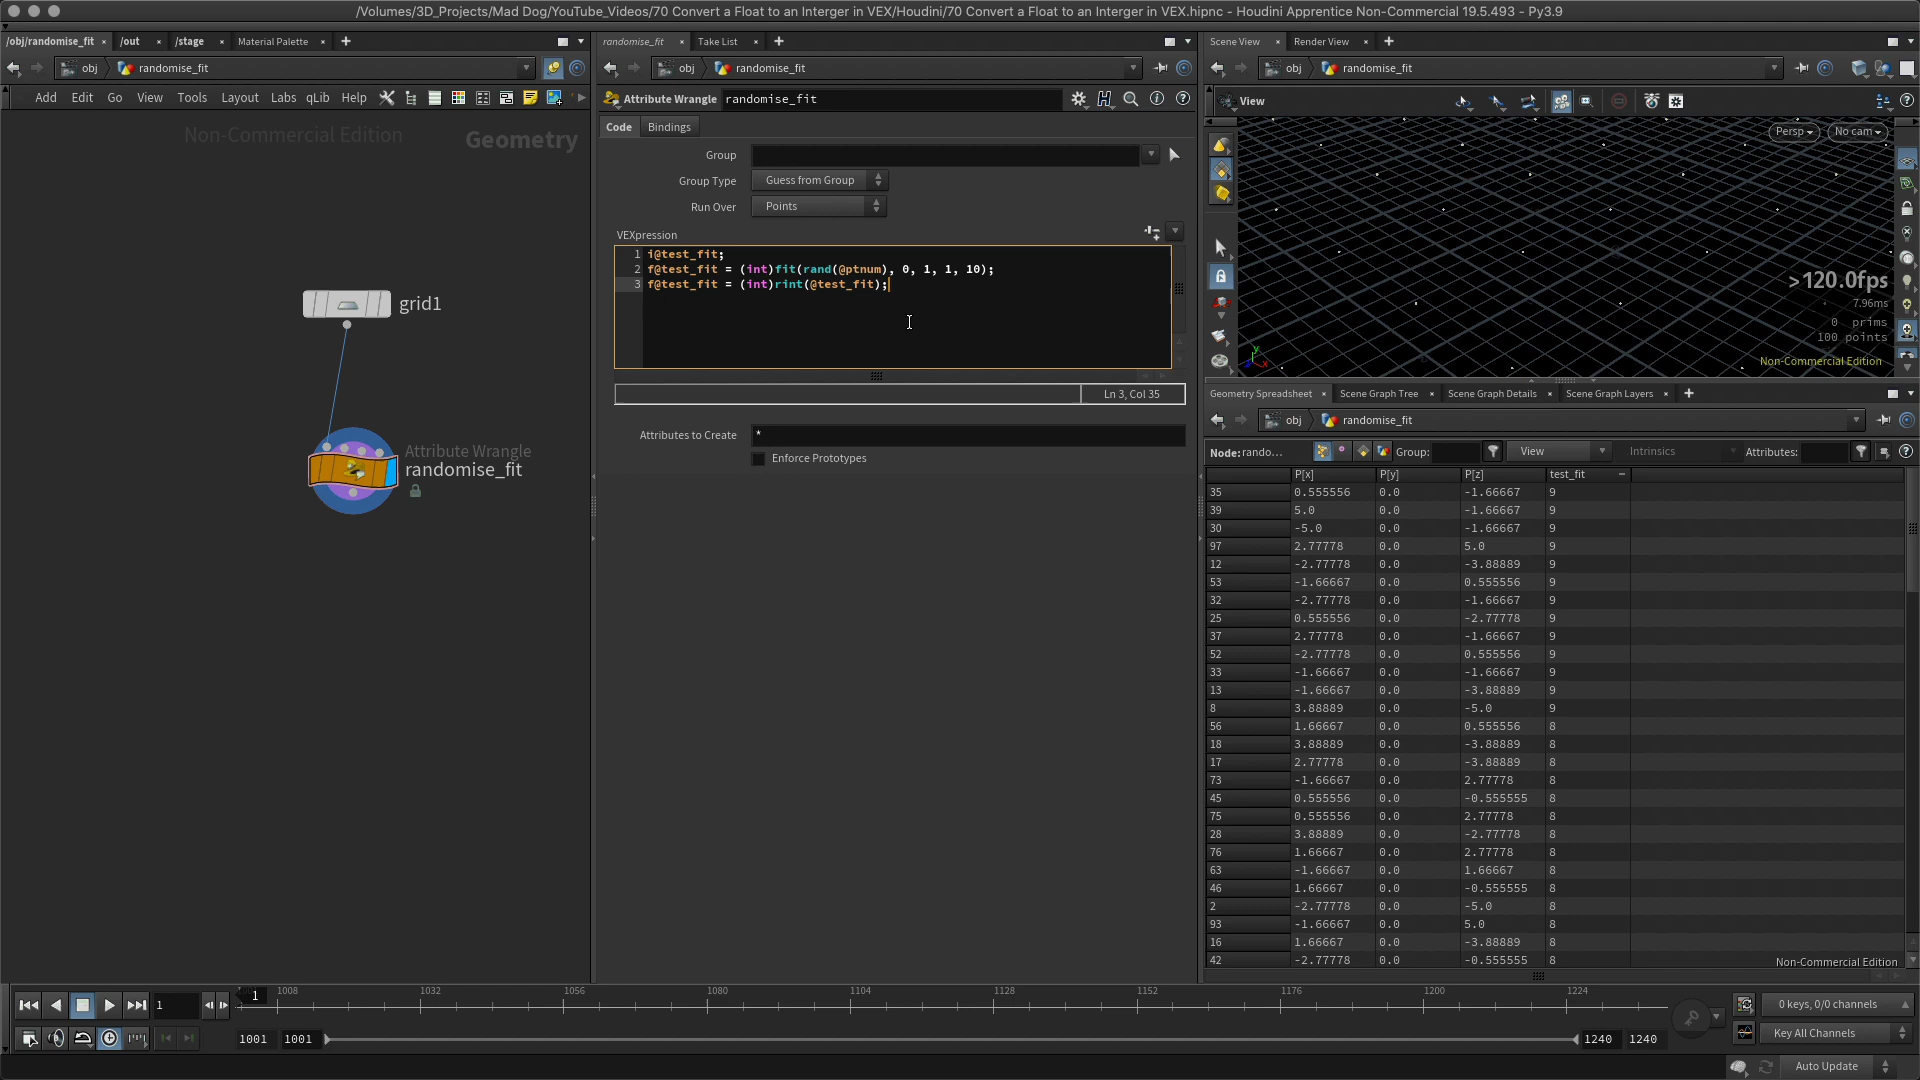 /Volumes/3D_Projects/Mad Dog/YouTube_Videos/70 Convert a Float to an Interger in VEX/Houdini/70 Convert a Float to an Interger in VEX.hipnc - Houdini Apprentice Non-Commercial 19.5.493 - Py3.9
/obj/randomise_fit × /out × /stage × Material Palette × +
obj randomise_fit
Add Edit Go View Tools Layout Labs qLib Help
Non-Commercial Edition
Geometry
grid1
Attribute Wrangle
randomise_fit
randomise_fit × Take List × +
obj randomise_fit
Attribute Wrangle randomise_fit
Code Bindings
Group
Group Type Guess from Group
Run Over Points
VEXpression
1 i@test_fit;
2 f@test_fit = (int)fit(rand(@ptnum), 0, 1, 1, 10);
3 f@test_fit = (int)rint(@test_fit);
Ln 3, Col 35
Attributes to Create *
Enforce Prototypes
Scene View × Render View × +
obj randomise_fit
View
Persp No cam
>120.0fps
7.96ms
0 prims
100 points
Non-Commercial Edition
y
x
z
Geometry Spreadsheet × Scene Graph Tree × Scene Graph Details × Scene Graph Layers × +
obj randomise_fit
Node: rando... Group: View Intrinsics Attributes:
P[x] P[y] P[z] test_fit
35 0.555556 0.0 -1.66667 9
39 5.0 0.0 -1.66667 9
30 -5.0 0.0 -1.66667 9
97 2.77778 0.0 5.0 9
12 -2.77778 0.0 -3.88889 9
53 -1.66667 0.0 0.555556 9
32 -2.77778 0.0 -1.66667 9
25 0.555556 0.0 -2.77778 9
37 2.77778 0.0 -1.66667 9
52 -2.77778 0.0 0.555556 9
33 -1.66667 0.0 -1.66667 9
13 -1.66667 0.0 -3.88889 9
8 3.88889 0.0 -5.0 9
56 1.66667 0.0 0.555556 8
18 3.88889 0.0 -3.88889 8
17 2.77778 0.0 -3.88889 8
73 -1.66667 0.0 2.77778 8
45 0.555556 0.0 -0.555555 8
75 0.555556 0.0 2.77778 8
28 3.88889 0.0 -2.77778 8
76 1.66667 0.0 2.77778 8
63 -1.66667 0.0 1.66667 8
46 1.66667 0.0 -0.555555 8
2 -2.77778 0.0 -5.0 8
93 -1.66667 0.0 5.0 8
16 1.66667 0.0 -3.88889 8
42 -2.77778 0.0 -0.555555 8
Non-Commercial Edition
1 1 1008 1032 1056 1080 1104 1128 1152 1176 1200 1224
0 keys, 0/0 channels
1001 1001 1240 1240
Key All Channels
Auto Update